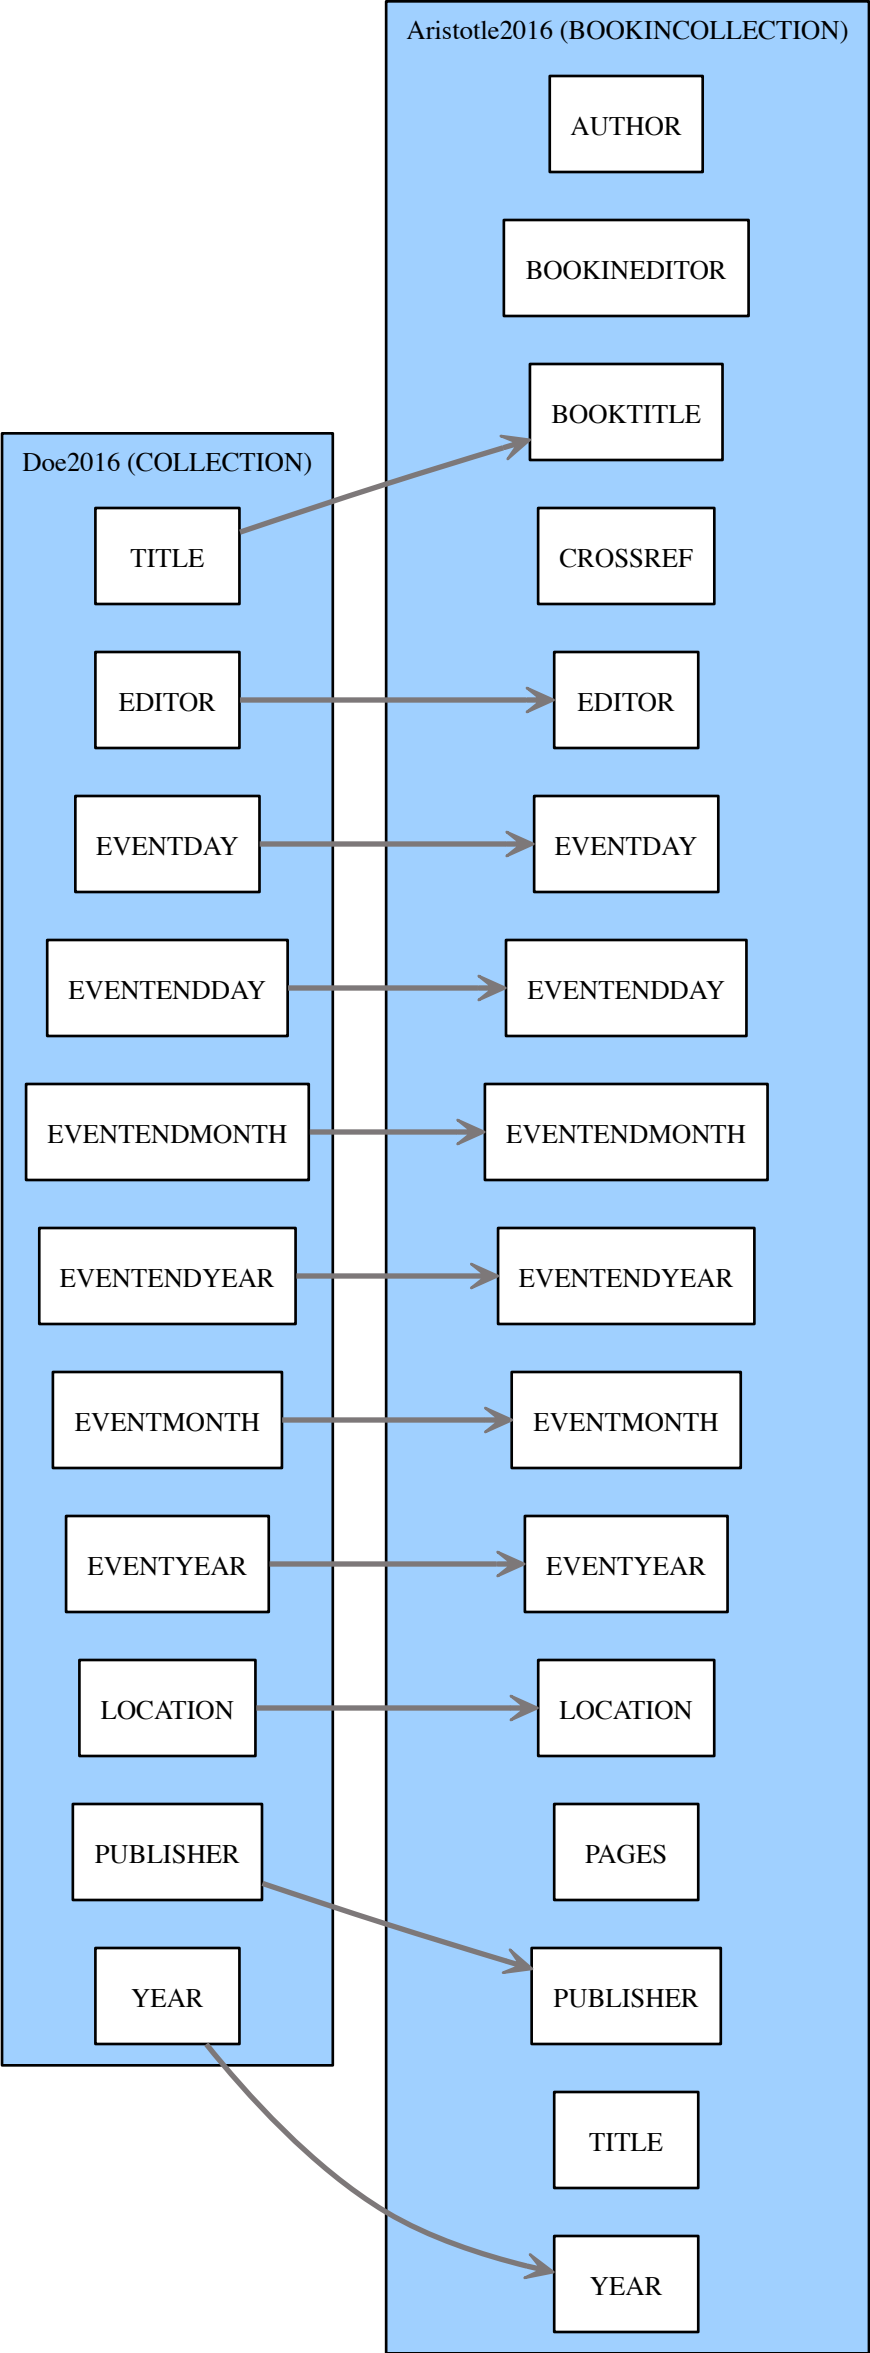 Doe2016 (COLLECTION)
TITLE
EDITOR
EVENTDAY
EVENTENDDAY
EVENTENDMONTH
EVENTENDYEAR
EVENTMONTH
EVENTYEAR
LOCATION
PUBLISHER
YEAR
Aristotle2016 (BOOKINCOLLECTION)
AUTHOR
BOOKINEDITOR
BOOKTITLE
CROSSREF
EDITOR
EVENTDAY
EVENTENDDAY
EVENTENDMONTH
EVENTENDYEAR
EVENTMONTH
EVENTYEAR
LOCATION
PAGES
PUBLISHER
TITLE
YEAR